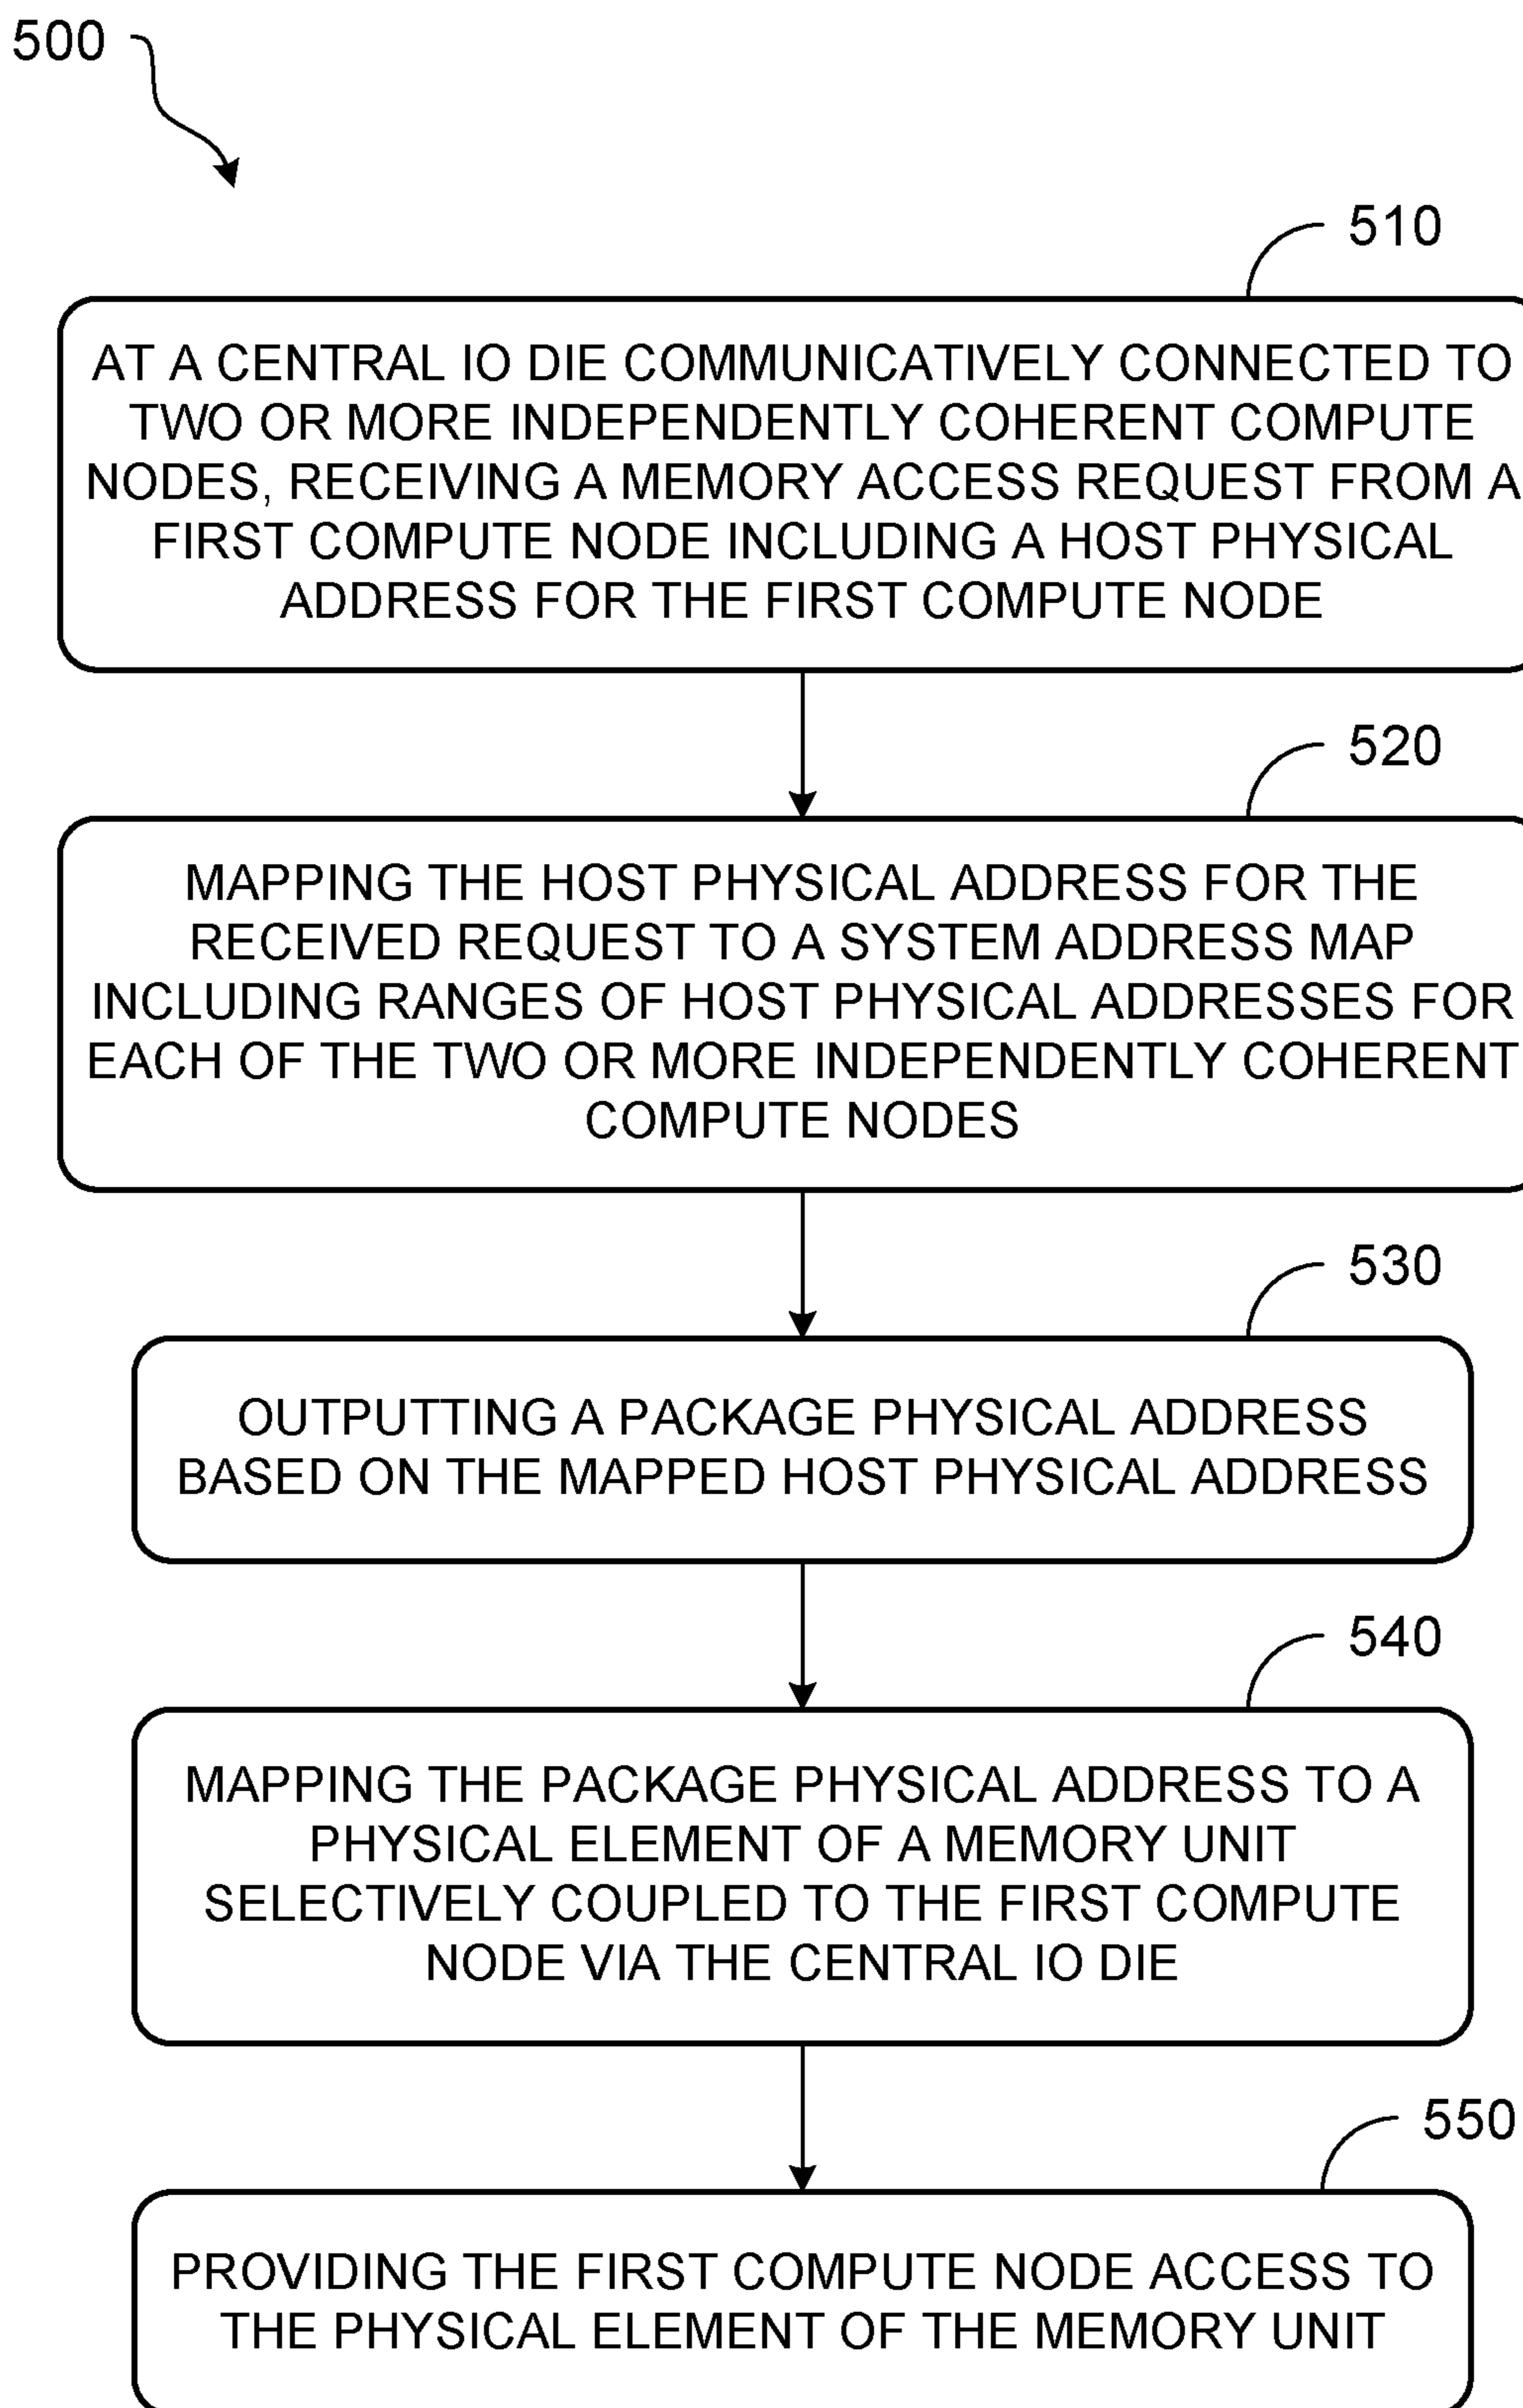 500
510
AT A CENTRAL IO DIE COMMUNICATIVELY CONNECTED TO
TWO OR MORE INDEPENDENTLY COHERENT COMPUTE
NODES, RECEIVING A MEMORY ACCESS REQUEST FROM A
FIRST COMPUTE NODE INCLUDING A HOST PHYSICAL
ADDRESS FOR THE FIRST COMPUTE NODE
520
MAPPING THE HOST PHYSICAL ADDRESS FOR THE
RECEIVED REQUEST TO A SYSTEM ADDRESS MAP
INCLUDING RANGES OF HOST PHYSICAL ADDRESSES FOR
EACH OF THE TWO OR MORE INDEPENDENTLY COHERENT
COMPUTE NODES
530
OUTPUTTING A PACKAGE PHYSICAL ADDRESS
BASED ON THE MAPPED HOST PHYSICAL ADDRESS
540
MAPPING THE PACKAGE PHYSICAL ADDRESS TO A
PHYSICAL ELEMENT OF A MEMORY UNIT
SELECTIVELY COUPLED TO THE FIRST COMPUTE
NODE VIA THE CENTRAL IO DIE
550
PROVIDING THE FIRST COMPUTE NODE ACCESS TO
THE PHYSICAL ELEMENT OF THE MEMORY UNIT